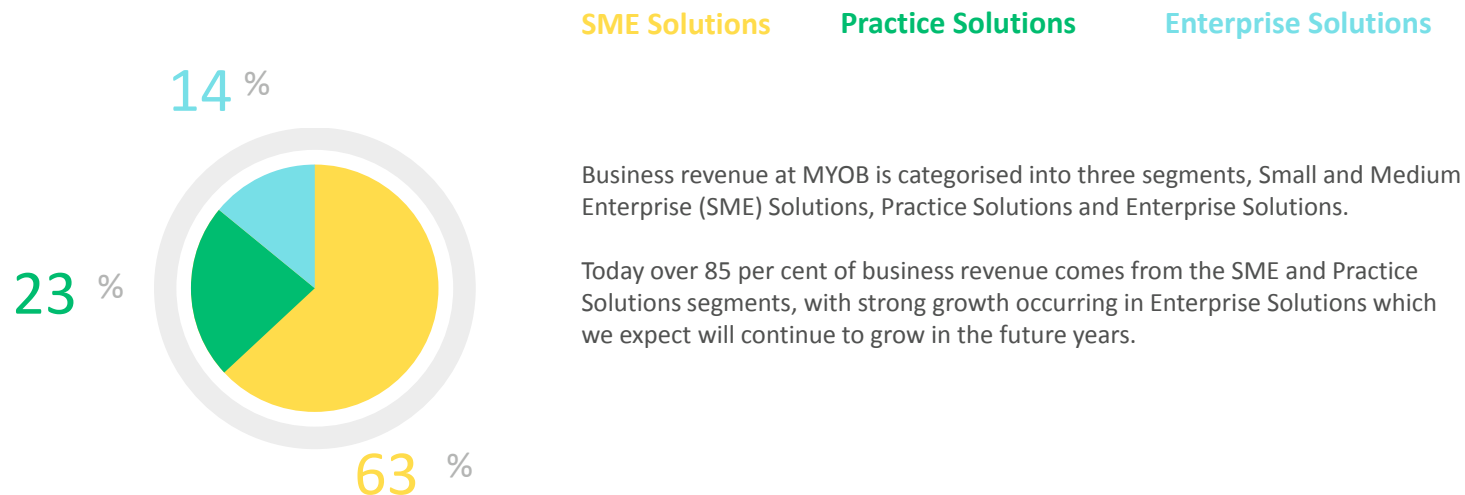 SME Solutions Practice Solutions Enterprise Solutions
14 %
23 %
63 %
Business revenue at MYOB is categorised into three segments, Small and Medium
Enterprise (SME) Solutions, Practice Solutions and Enterprise Solutions.
Today over 85 per cent of business revenue comes from the SME and Practice
Solutions segments, with strong growth occurring in Enterprise Solutions which
we expect will continue to grow in the future years.